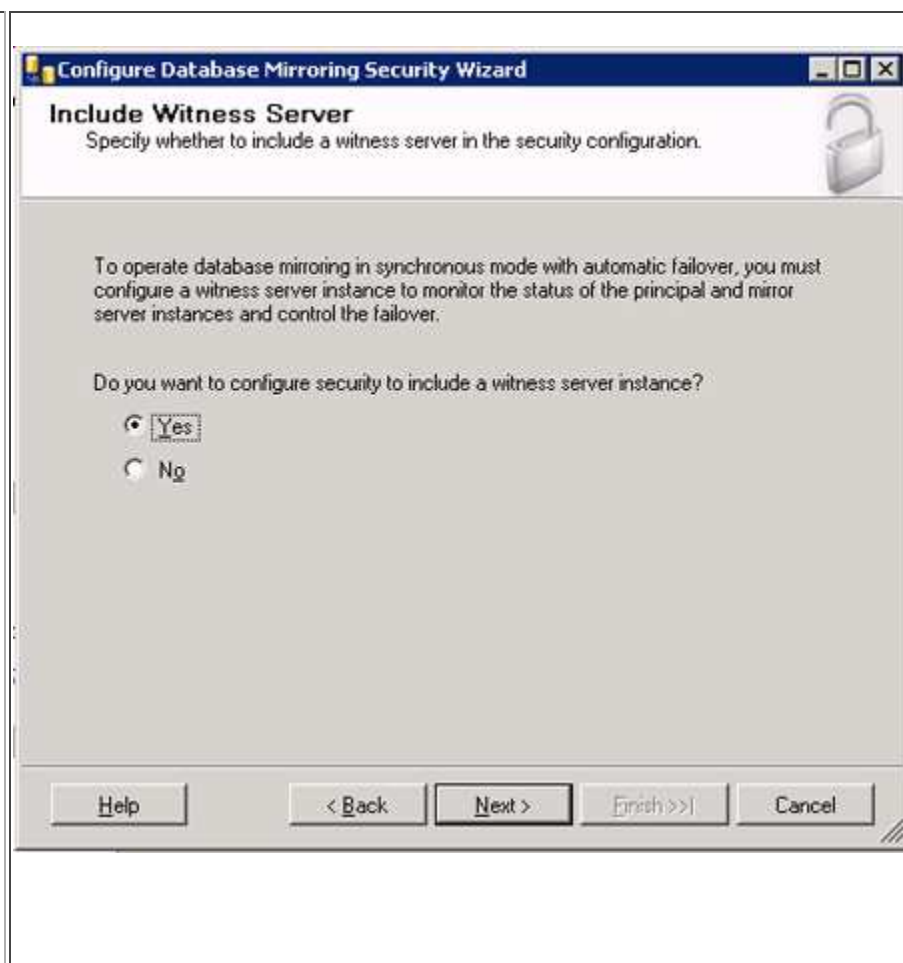 Configure Database Mirroring Security Wizard
Include Witness Server
Specify whether to include a witness server in the security configuration.
To operate database mirroring in synchronous mode with automatic failover, you must
configure a witness server instance to monitor the status of the principal and mirror
server instances and control the failover.
Do you want to configure security to include a witness server instance?
Yes
No
Help
< Back
Next >
Finish >>|
Cancel